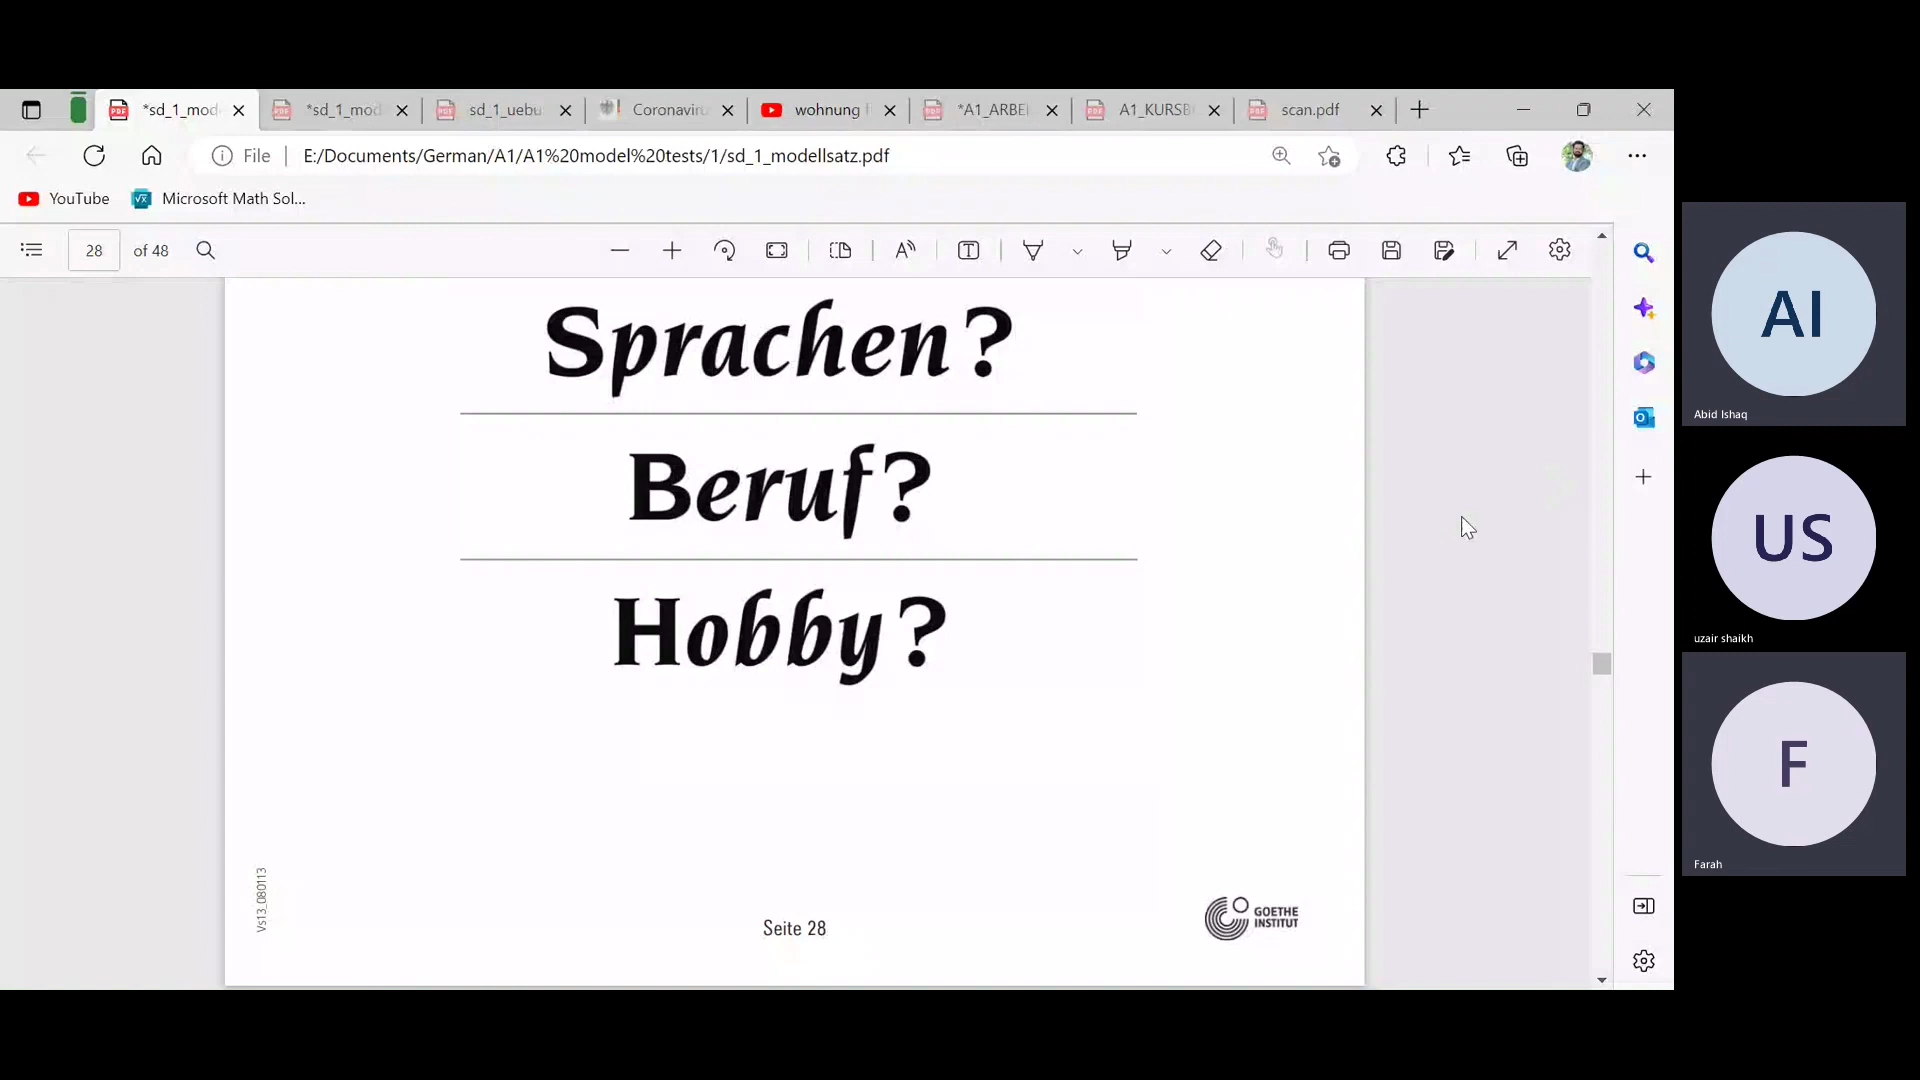 *sd_1_mod
*sd_1_mod
sd_1_uebu
Coronaviru
wohnung
*A1_ARBEI
A1_KURSB
scan.pdf
File
E:/Documents/German/A1/A1%20model%20tests/1/sd_1_modellsatz.pdf
YouTube
Microsoft Math Sol...
28 of 48
Sprachen?
Beruf?
Hobby?
Vs13_080113
Seite 28
GOETHE
INSTITUT
AI
Abid Ishaq
US
uzair shaikh
F
Farah